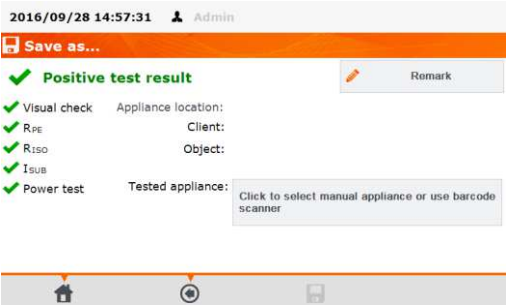 2016/09/28 14:57:31 Admin
Save as...
Positive test result
Remark
Visual check
Appliance location:
RPE
Client:
RISO
Object:
ISUB
Power test
Tested appliance:
Click to select manual appliance or use barcode
scanner